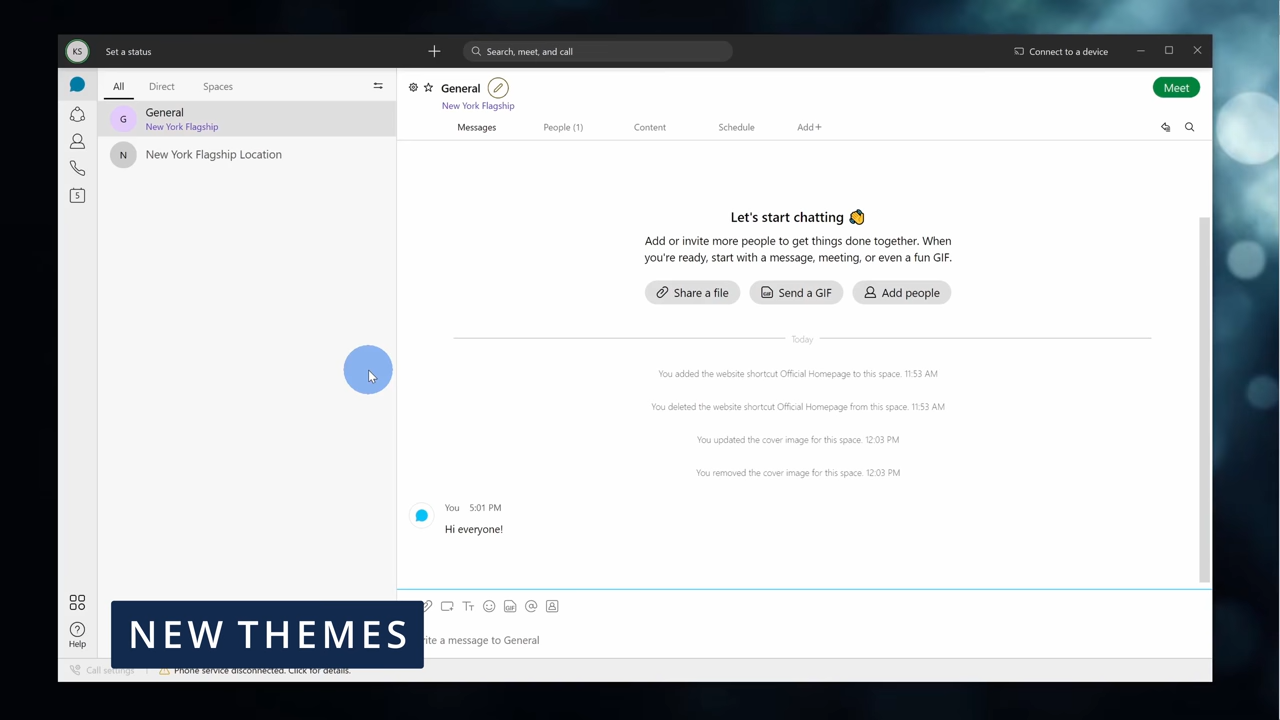 KS
Set a status
Search, meet, and call
Connect to a device
All
Direct
Spaces
G
General
New York Flagship
N
New York Flagship Location
General
New York Flagship
Meet
Messages
People (1)
Content
Schedule
Add+
Let's start chatting 👋
Add or invite more people to get things done together. When
you're ready, start with a message, meeting, or even a fun GIF.
Share a file
GIF
Send a GIF
Add people
Today
You added the website shortcut Official Homepage to this space. 11:53 AM
You deleted the website shortcut Official Homepage from this space. 11:53 AM
You updated the cover image for this space. 12:03 PM
You removed the cover image for this space. 12:03 PM
You 5:01 PM
Hi everyone!
5
Help
GIF
a message to General
NEW THEMES
Call settings
Phone service disconnected. Click for details.